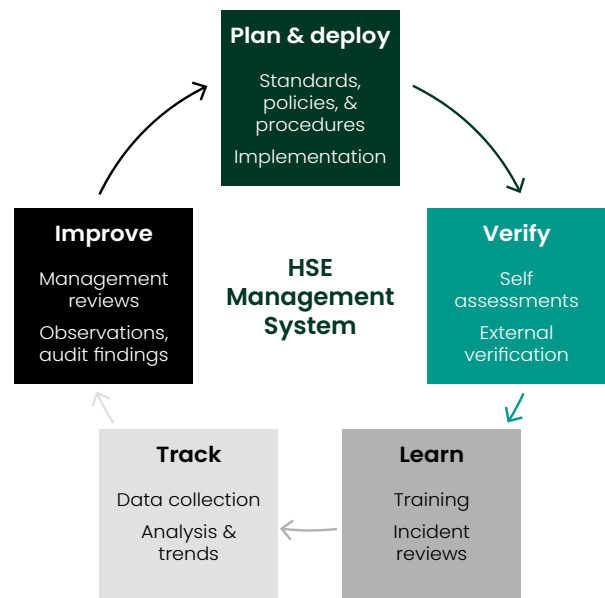 Plan & deploy
Standards,
policies, &
procedures
Implementation
Improve
Management
reviews
Observations,
audit findings
HSE
Management
System
Verify
Self
assessments
External
verification
Track
Data collection
Analysis &
trends
Learn
Training
Incident
reviews